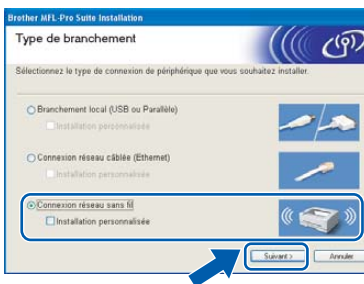 Brother MFL-Pro Suite Installation
Type de branchement
Sélectionnez le type de connexion de périphérique que vous souhaitez installer.
Branchement local (USB ou Parallèle)
Installation personnalisée
Connexion réseau câblée (Ethernet)
Installation personnalisée
Connexion réseau sans fil
Installation personnalisée
Suivant >
Annuler